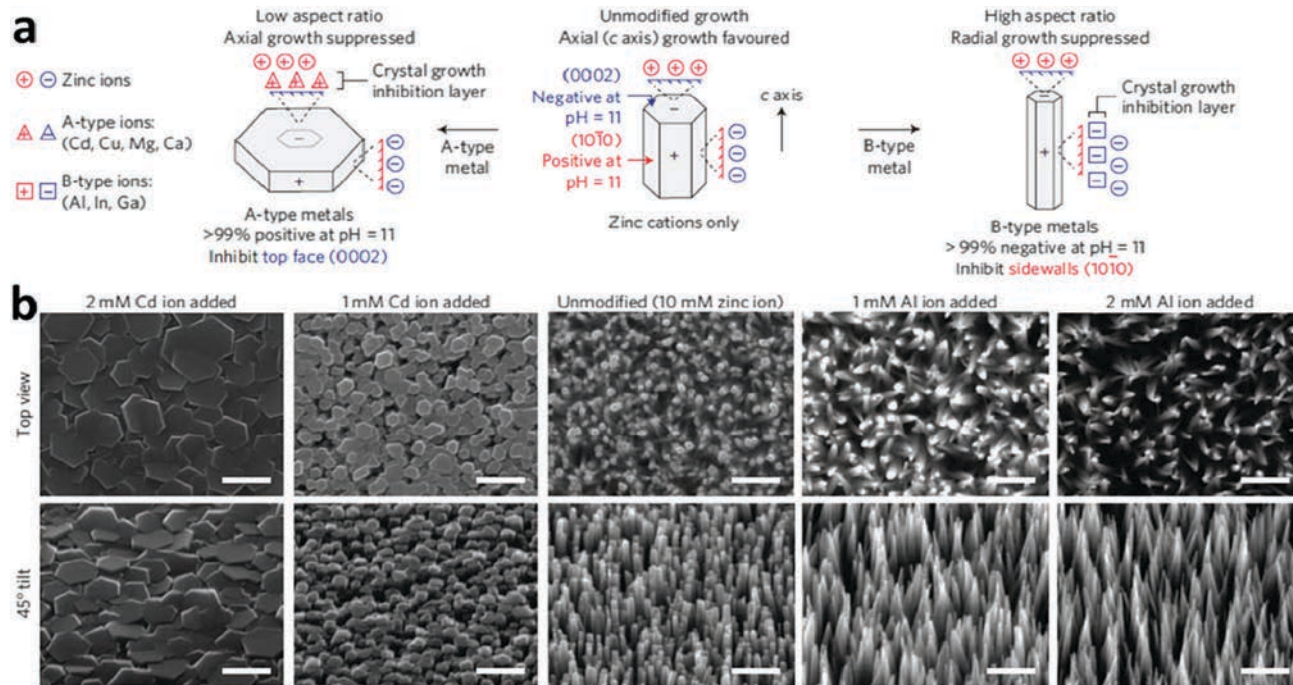 a
Low aspect ratio
Axial growth suppressed
Unmodified growth
Axial (c axis) growth favoured
High aspect ratio
Radial growth suppressed
Zinc ions
A-type ions:
(Cd, Cu, Mg, Ca)
B-type ions:
(Al, In, Ga)
Crystal growth
inhibition layer
A-type metals
>99% positive at pH = 11
Inhibit top face (0002)
A-type
metal
(0002)
Negative at
pH = 11
(101̅0)
Positive at
pH = 11
c axis
Zinc cations only
B-type
metal
Crystal growth
inhibition layer
B-type metals
> 99% negative at pH = 11
Inhibit sidewalls (101̅0)
b
2 mM Cd ion added
1 mM Cd ion added
Unmodified (10 mM zinc ion)
1 mM Al ion added
2 mM Al ion added
Top view
45° tilt